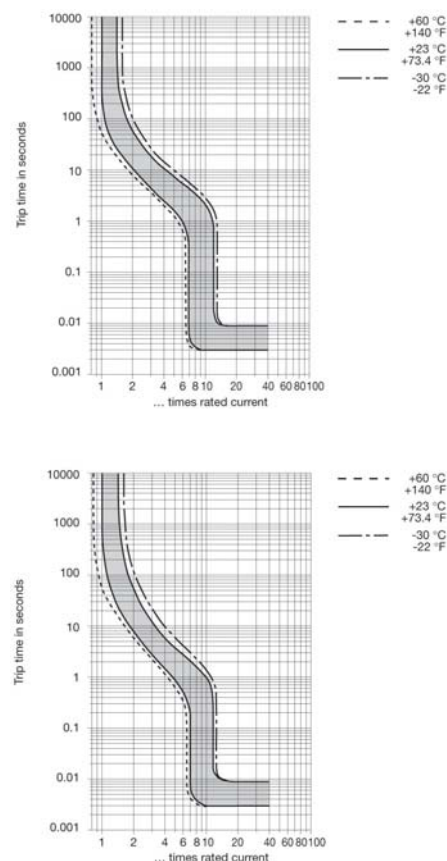 10000
1000
100
10
1
0.1
0.01
0.001
Trip time in seconds
1 2 4 6 8 10 20 40 60 80 100
... times rated current
+60 °C
+140 °F
+23 °C
+73.4 °F
-30 °C
-22 °F
10000
1000
100
10
1
0.1
0.01
0.001
Trip time in seconds
1 2 4 6 8 10 20 40 60 80 100
... times rated current
+60 °C
+140 °F
+23 °C
+73.4 °F
-30 °C
-22 °F